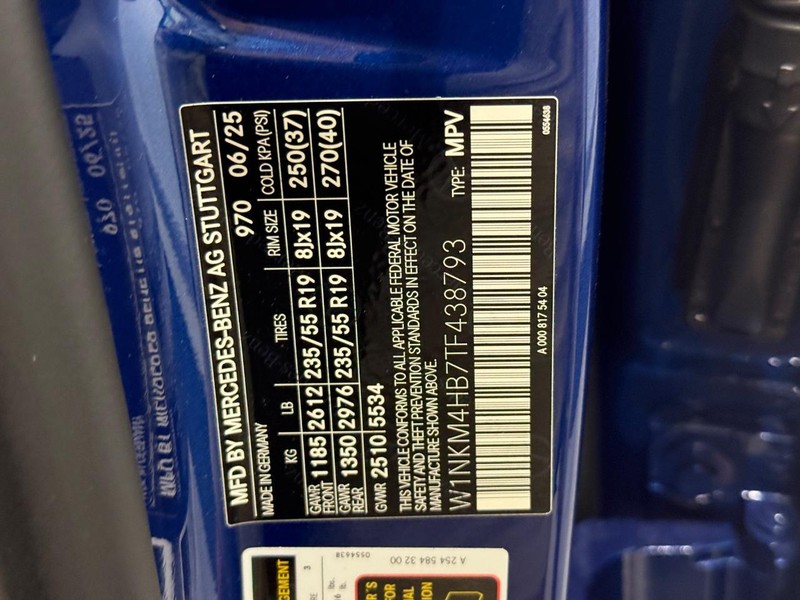 MFD BY MERCEDES-BENZ AG STUTTGART
MADE IN GERMANY 970 06/25
KG LB TIRES RIM SIZE COLD KPA (PSI)
GAWR FRONT 1185 2612 235/55 R19 8Jx19 250(37)
GAWR REAR 1350 2976 235/55 R19 8Jx19 270(40)
GVWR 2510 5534
THIS VEHICLE CONFORMS TO ALL APPLICABLE FEDERAL MOTOR VEHICLE
SAFETY AND THEFT PREVENTION STANDARDS IN EFFECT ON THE DATE OF
MANUFACTURE SHOWN ABOVE.
W1NKM4HB7TF438793 TYPE: MPV
A 000 817 54 04 0554638
A 254 584 32 00
0554638